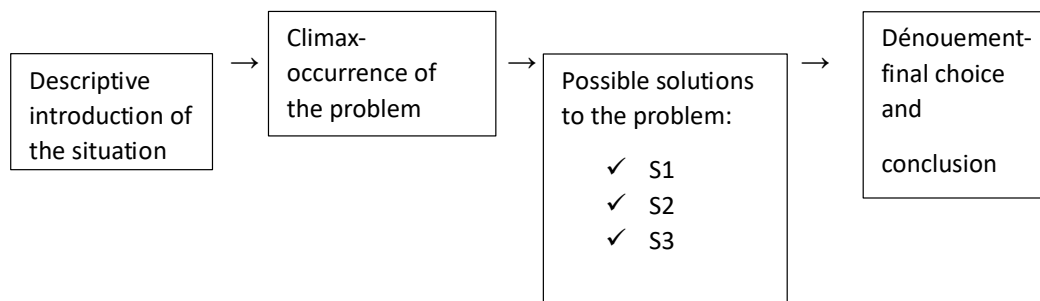 Descriptive
introduction of
the situation
→
Climax-
occurrence of
the problem
→
Possible solutions
to the problem:
✓ S1
✓ S2
✓ S3
→
Dénouement-
final choice
and
conclusion